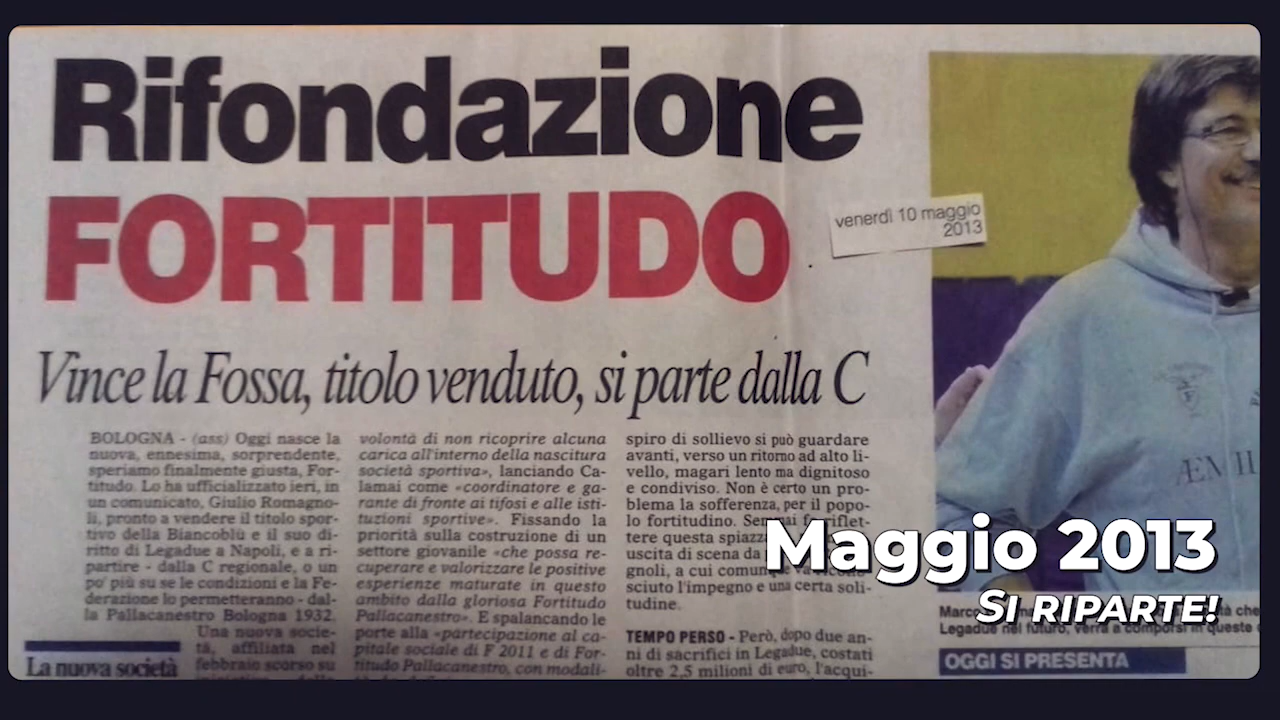 Rifondazione
FORTITUDO
venerdì 10 maggio
2013
Vince la Fossa, titolo venduto, si parte dalla C
BOLOGNA - (ass) Oggi nasce la
nuova, ennesima, sorprendente,
speriamo finalmente giusta, For-
titudo. Lo ha ufficializzato ieri, in
un comunicato, Giulio Romagno-
li, pronto a vendere il titolo spor-
tivo della Biancoblù e il suo di-
ritto di Legadue a Napoli, e a ri-
partire - dalla C regionale, o un
po' più su se le condizioni e la Fe-
derazione lo permetteranno - dal-
la Pallacanestro Bologna 1932.
Una nuova socie-
tà, affiliata nel
febbraio scorso su
La nuova società
volontà di non ricoprire alcuna
carica all'interno della nascitura
società sportiva», lanciando Ca-
lamai come «coordinatore e ga-
rante di fronte ai tifosi e alle isti-
tuzioni sportive». Fissando la
priorità sulla costruzione di un
settore giovanile «che possa re-
cuperare e valorizzare le positive
esperienze maturate in questo
ambito dalla gloriosa Fortitudo
Pallacanestro». E spalancando le
porte alla «partecipazione al ca-
pitale sociale di F 2011 e di For-
titudo Pallacanestro, con modali-
spiro di sollievo si può guardare
avanti, verso un ritorno ad alto li-
vello, magari lento ma dignitoso
e condiviso. Non è certo un pro-
blema la sofferenza, per il popo-
lo fortitudino. Semmai fa riflet-
tere questa spiazz
uscita di scena da
gnoli, a cui comunque va ricono-
sciuto l'impegno e una certa soli-
tudine.
TEMPO PERSO - Però, dopo due an-
ni di sacrifici in Legadue, costati
oltre 2,5 milioni di euro, l'acqui-
ÆMIL
Maggio 2013
SI RIPARTE!
Legadue nel futuro, verrà a comporsi in queste
OGGI SI PRESENTA